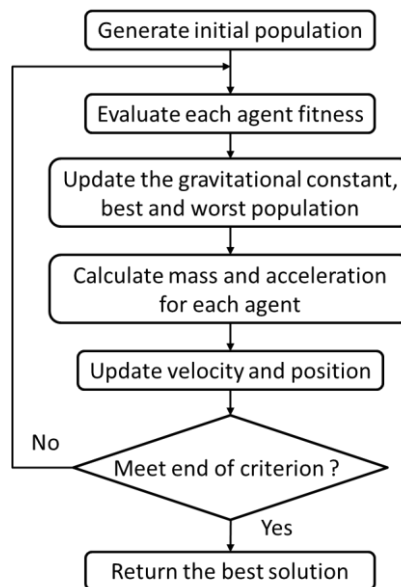 Generate initial population
Evaluate each agent fitness
Update the gravitational constant,
best and worst population
Calculate mass and acceleration
for each agent
Update velocity and position
No
Meet end of criterion ?
Yes
Return the best solution